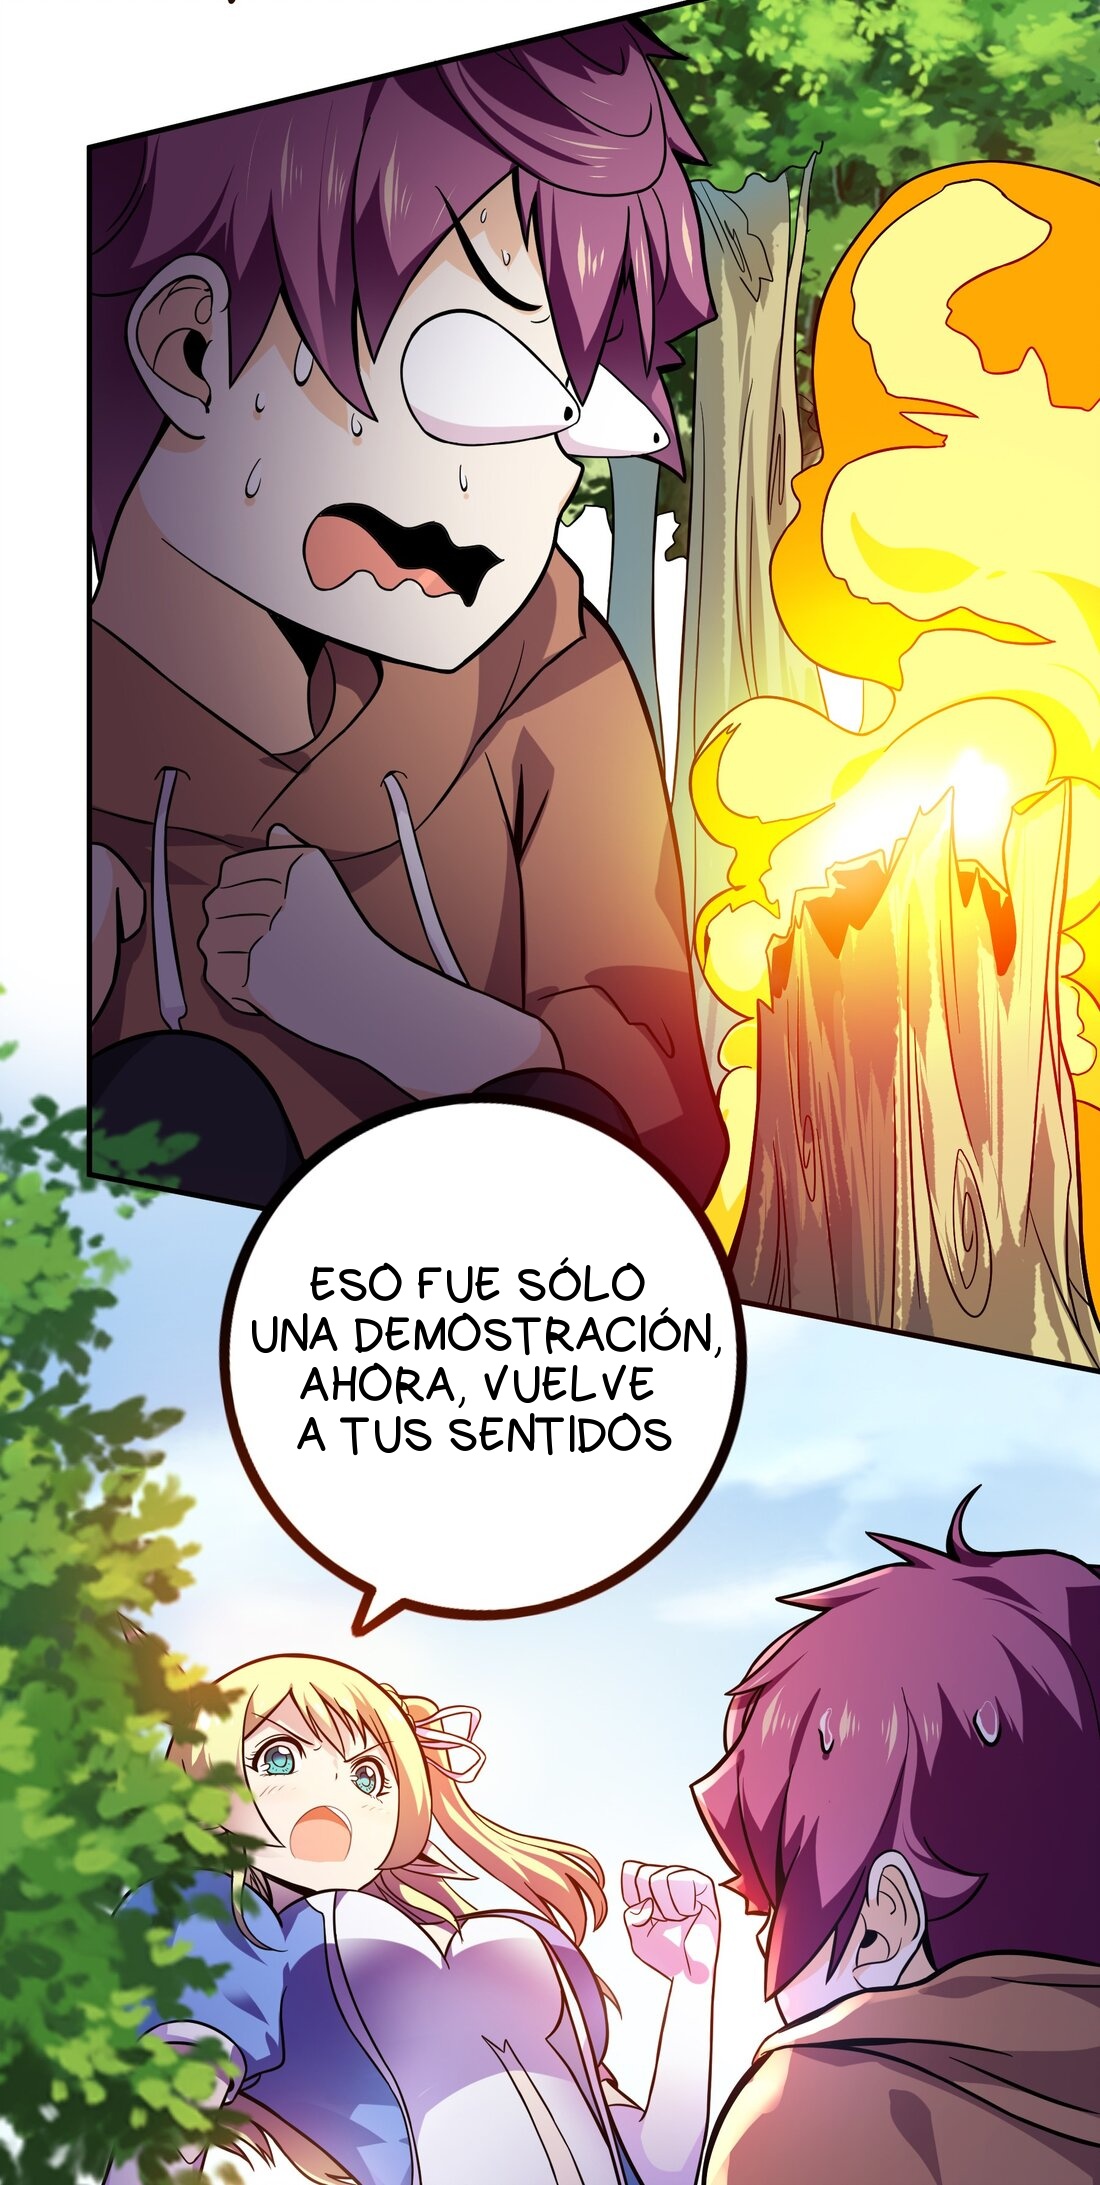 ESO FUE SÓLO
UNA DEMOSTRACIÓN,
AHORA, VUELVE
A TUS SENTIDOS